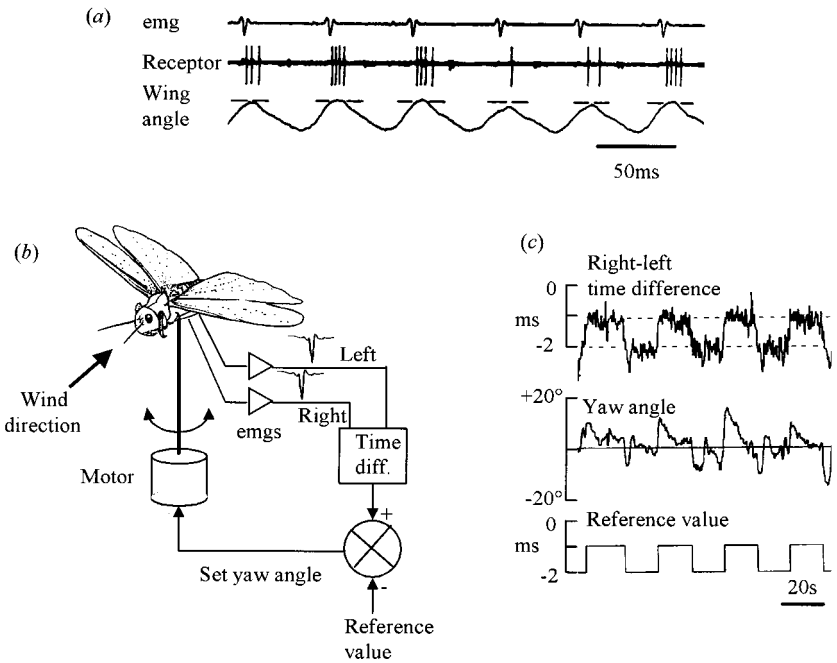 (a)
emg
Receptor
Wing
angle
50ms
(b)
Wind
direction
Motor
emgs
Left
Right
Time
diff.
+
-
Set yaw angle
Reference
value
(c)
Right-left
time difference
0
ms
-2
+20°
Yaw angle
-20°
0
Reference value
ms
-2
20s